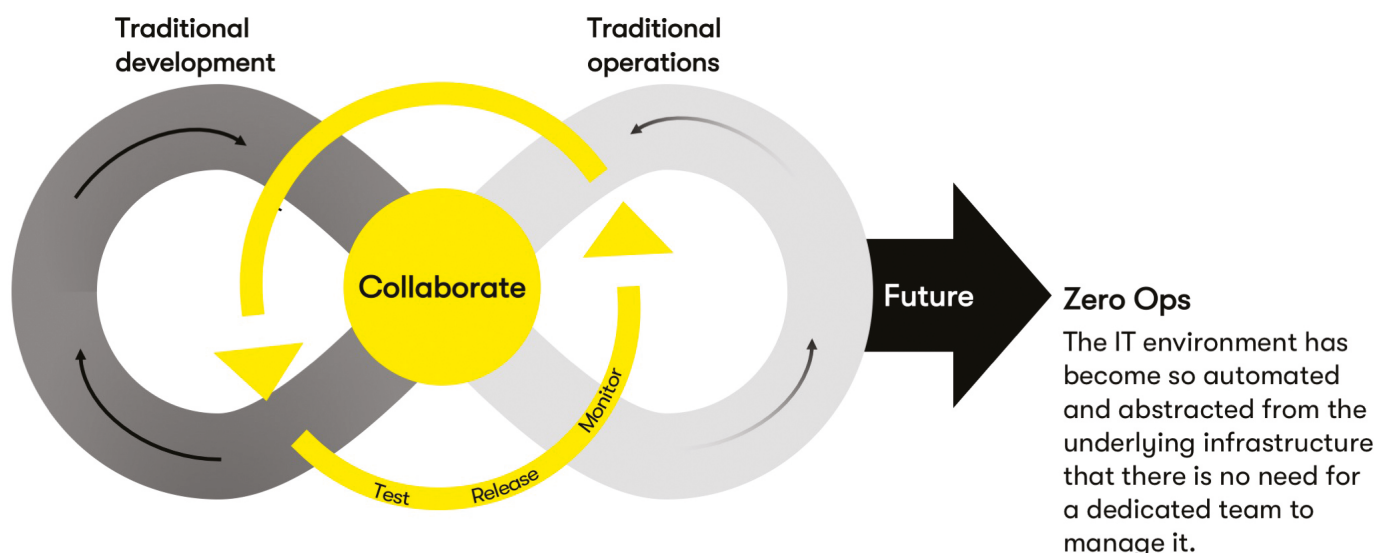 Traditional
development
Traditional
operations
Collaborate
Test
Release
Monitor
Future
Zero Ops
The IT environment has
become so automated
and abstracted from the
underlying infrastructure
that there is no need for
a dedicated team to
manage it.